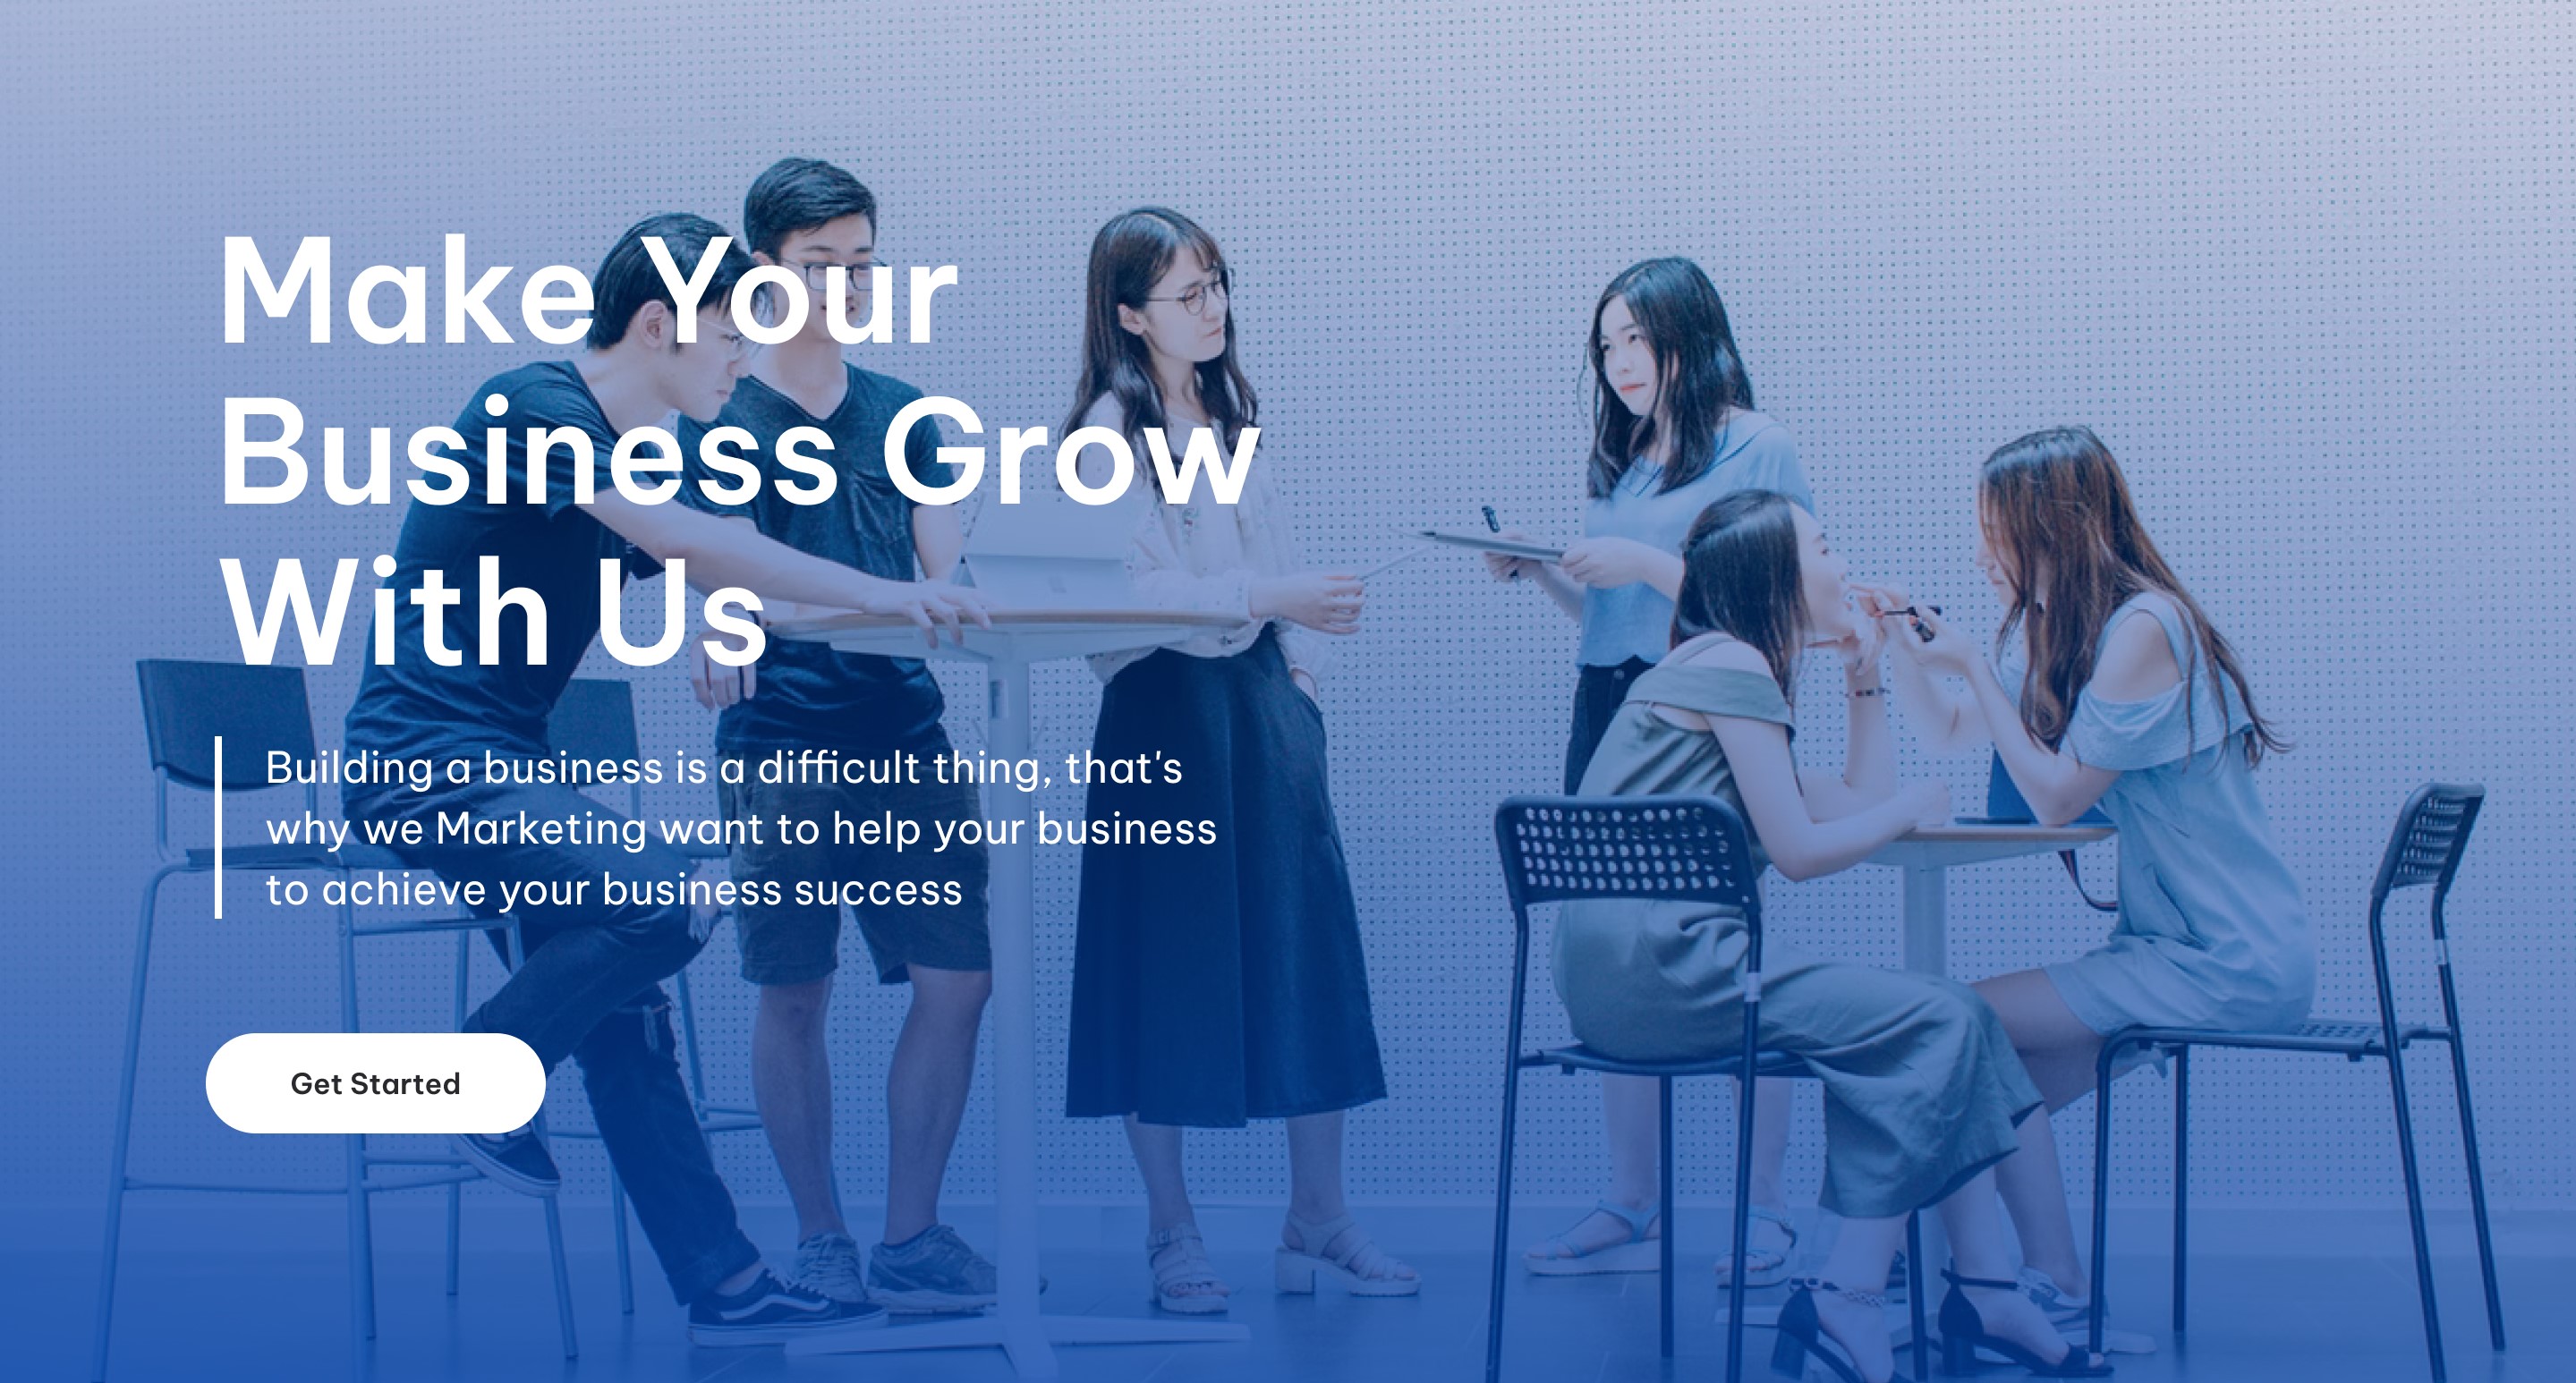 Make Your
Business Grow
With Us
Building a business is a difficult thing, that's
why we Marketing want to help your business
to achieve your business success
Get Started